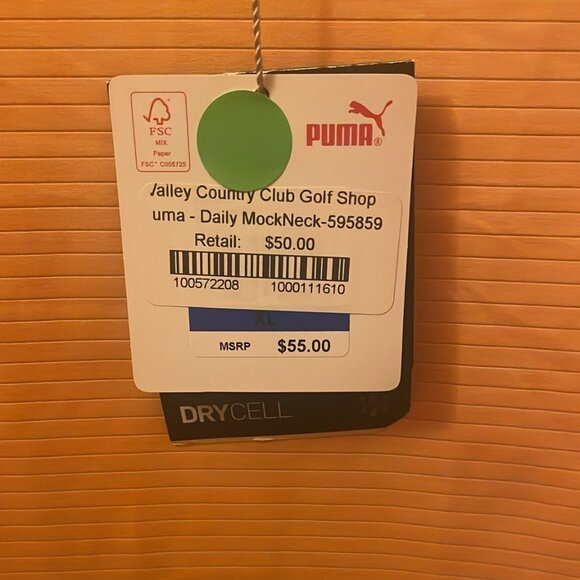 FSC
MIX
Paper
FSC® C005725
PUMA®
Valley Country Club Golf Shop
uma - Daily MockNeck-595859
Retail: $50.00
100572208 1000111610
XL
MSRP $55.00
DRYCELL